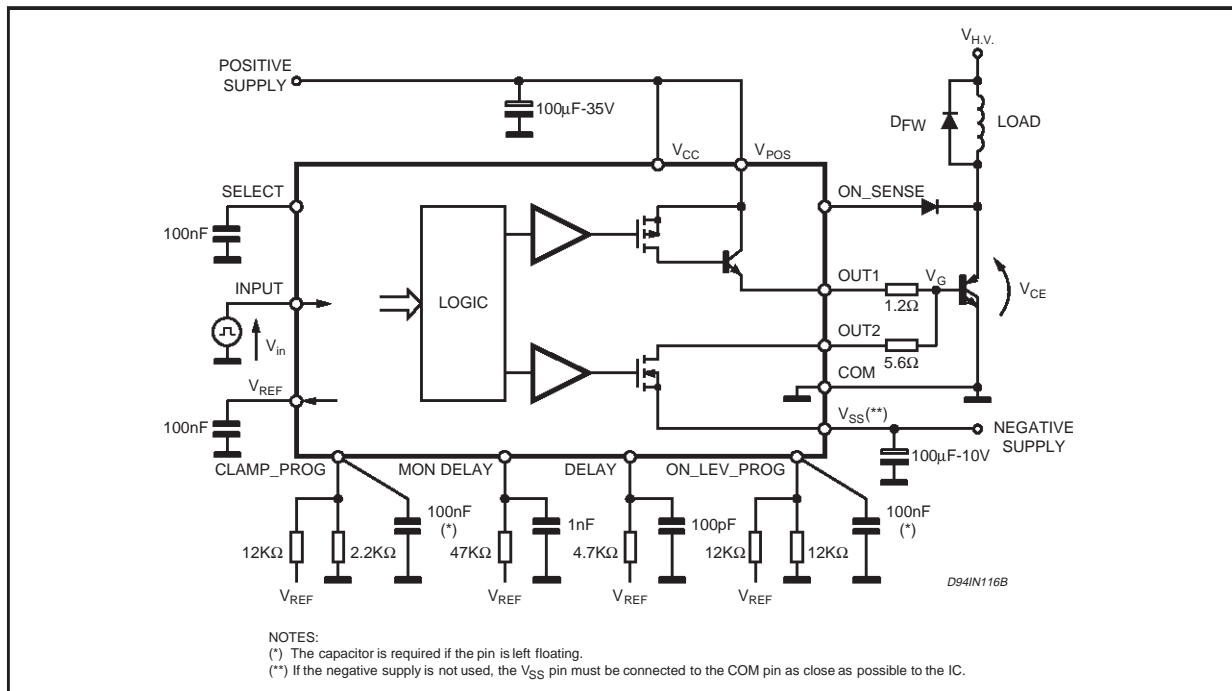 V_H.V.
POSITIVE
SUPPLY
100μF-35V
D_FW
LOAD
V_CC
V_POS
SELECT
ON_SENSE
100nF
INPUT
LOGIC
OUT1
V_G
1.2Ω
V_CE
V_in
OUT2
5.6Ω
COM
V_REF
100nF
V_SS(**)
NEGATIVE
SUPPLY
100μF-10V
CLAMP_PROG
MON DELAY
DELAY
ON_LEV_PROG
12KΩ
2.2KΩ
100nF
(*)
47KΩ
1nF
4.7KΩ
100pF
12KΩ
12KΩ
100nF
(*)
V_REF
V_REF
V_REF
V_REF
D94IN116B
NOTES:
(*) The capacitor is required if the pin is left floating.
(**) If the negative supply is not used, the V_SS pin must be connected to the COM pin as close as possible to the IC.